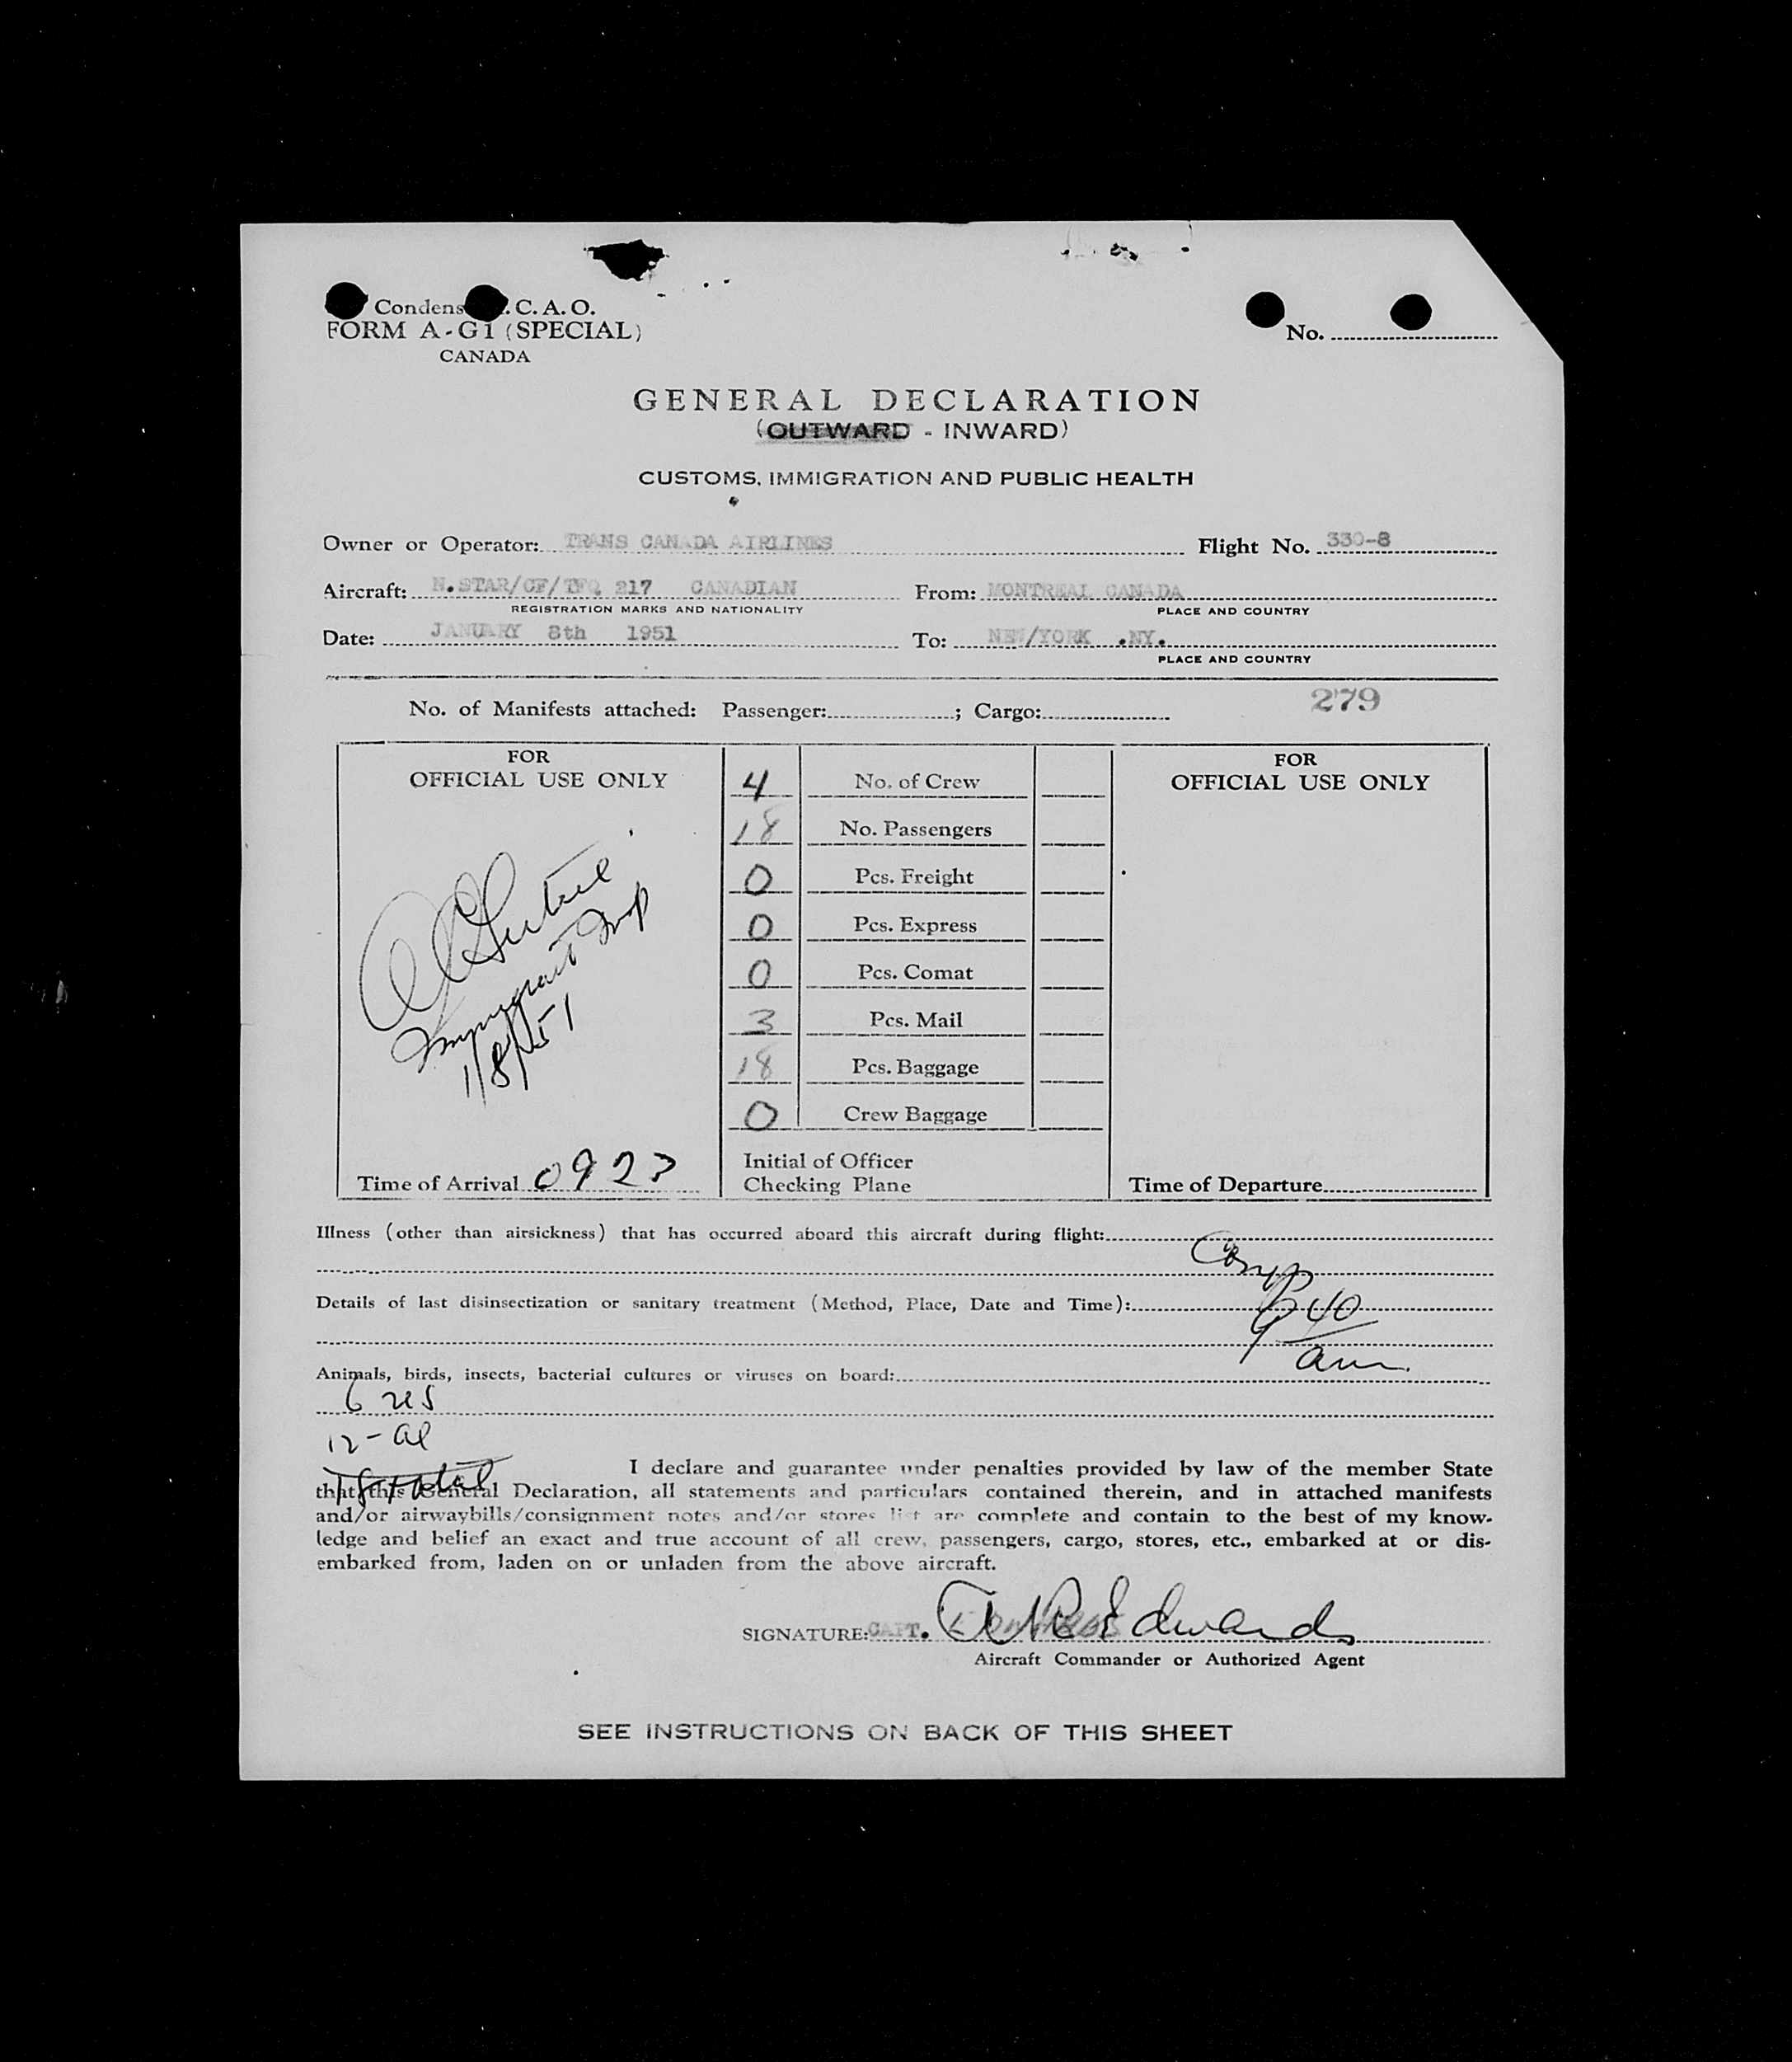 Condens C. A. O.
FORM A-G1 (SPECIAL)
CANADA
No.
GENERAL DECLARATION
(OUTWARD - INWARD)
CUSTOMS, IMMIGRATION AND PUBLIC HEALTH
Owner or Operator: TRANS CANADA AIRLINES Flight No. 330-8
Aircraft: N.STAR/CF/TFQ 217 CANADIAN From: MONTREAL CANADA
REGISTRATION MARKS AND NATIONALITY PLACE AND COUNTRY
Date: JANUARY 8th 1951 To: NEW/YORK .NY.
PLACE AND COUNTRY
279
No. of Manifests attached: Passenger: ; Cargo:
FOR
OFFICIAL USE ONLY
4 No. of Crew
18 No. Passengers
0 Pcs. Freight
0 Pcs. Express
0 Pcs. Comat
3 Pcs. Mail
18 Pcs. Baggage
0 Crew Baggage
Immigrant Insp
1/8/51
Time of Arrival 0923
Initial of Officer
Checking Plane
FOR
OFFICIAL USE ONLY
Time of Departure
Illness (other than airsickness) that has occurred aboard this aircraft during flight:
Comp
Details of last disinsectization or sanitary treatment (Method, Place, Date and Time):
940
am.
Animals, birds, insects, bacterial cultures or viruses on board:
6 US
12 - al
18 total
I declare and guarantee under penalties provided by law of the member State
that this General Declaration, all statements and particulars contained therein, and in attached manifests
and/or airwaybills/consignment notes and/or stores list are complete and contain to the best of my know-
ledge and belief an exact and true account of all crew, passengers, cargo, stores, etc., embarked at or dis-
embarked from, laden on or unladen from the above aircraft.
SIGNATURE: CAPT. Edwards
Aircraft Commander or Authorized Agent
SEE INSTRUCTIONS ON BACK OF THIS SHEET